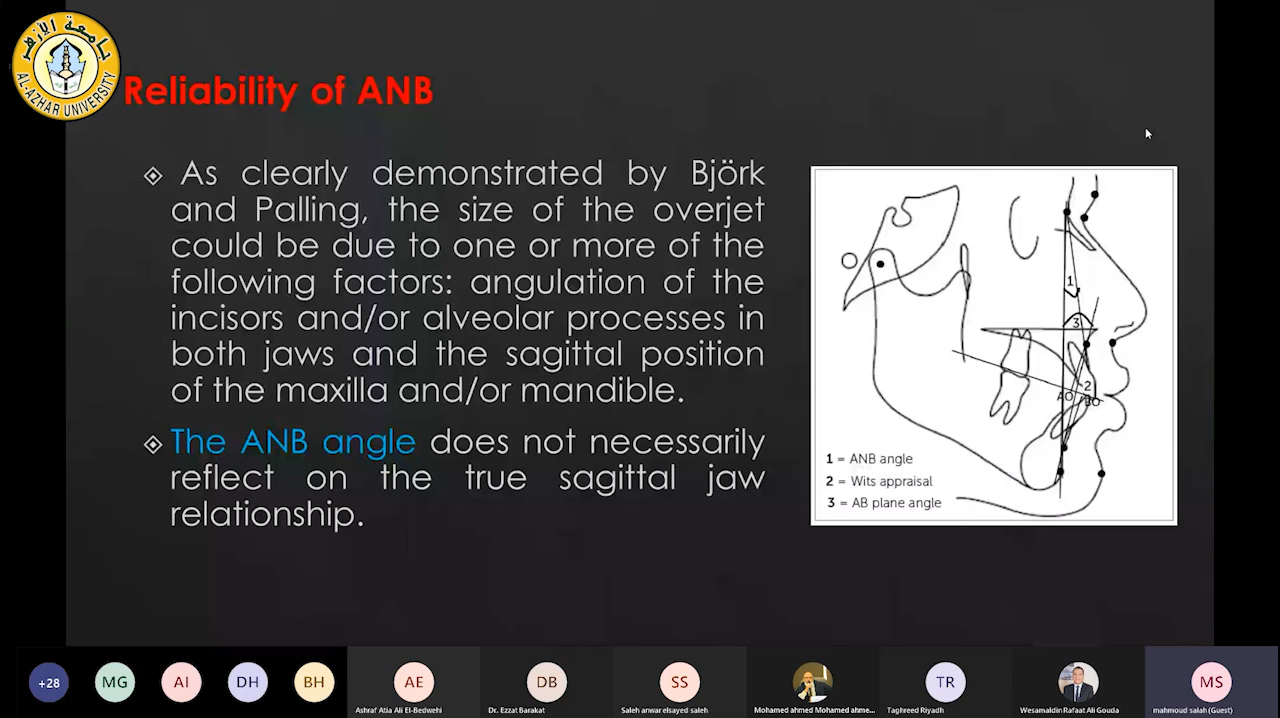 جامعة الأزهر
AL-AZHAR UNIVERSITY
Reliability of ANB
As clearly demonstrated by Björk
and Palling, the size of the overjet
could be due to one or more of the
following factors: angulation of the
incisors and/or alveolar processes in
both jaws and the sagittal position
of the maxilla and/or mandible.
The ANB angle does not necessarily
reflect on the true sagittal jaw
relationship.
1
3
2
AO
BO
1 = ANB angle
2 = Wits appraisal
3 = AB plane angle
+28
MG
AI
DH
BH
AE
DB
SS
TR
MS
Ashraf Atia Ali El-Bedwehi
Dr. Ezzat Barakat
Saleh anwar elsayed saleh
Mohamed ahmed Mohamed ahme...
Taghreed Riyadh
Wesamaldin Rafaat Ali Gouda
mahmoud salah (Guest)